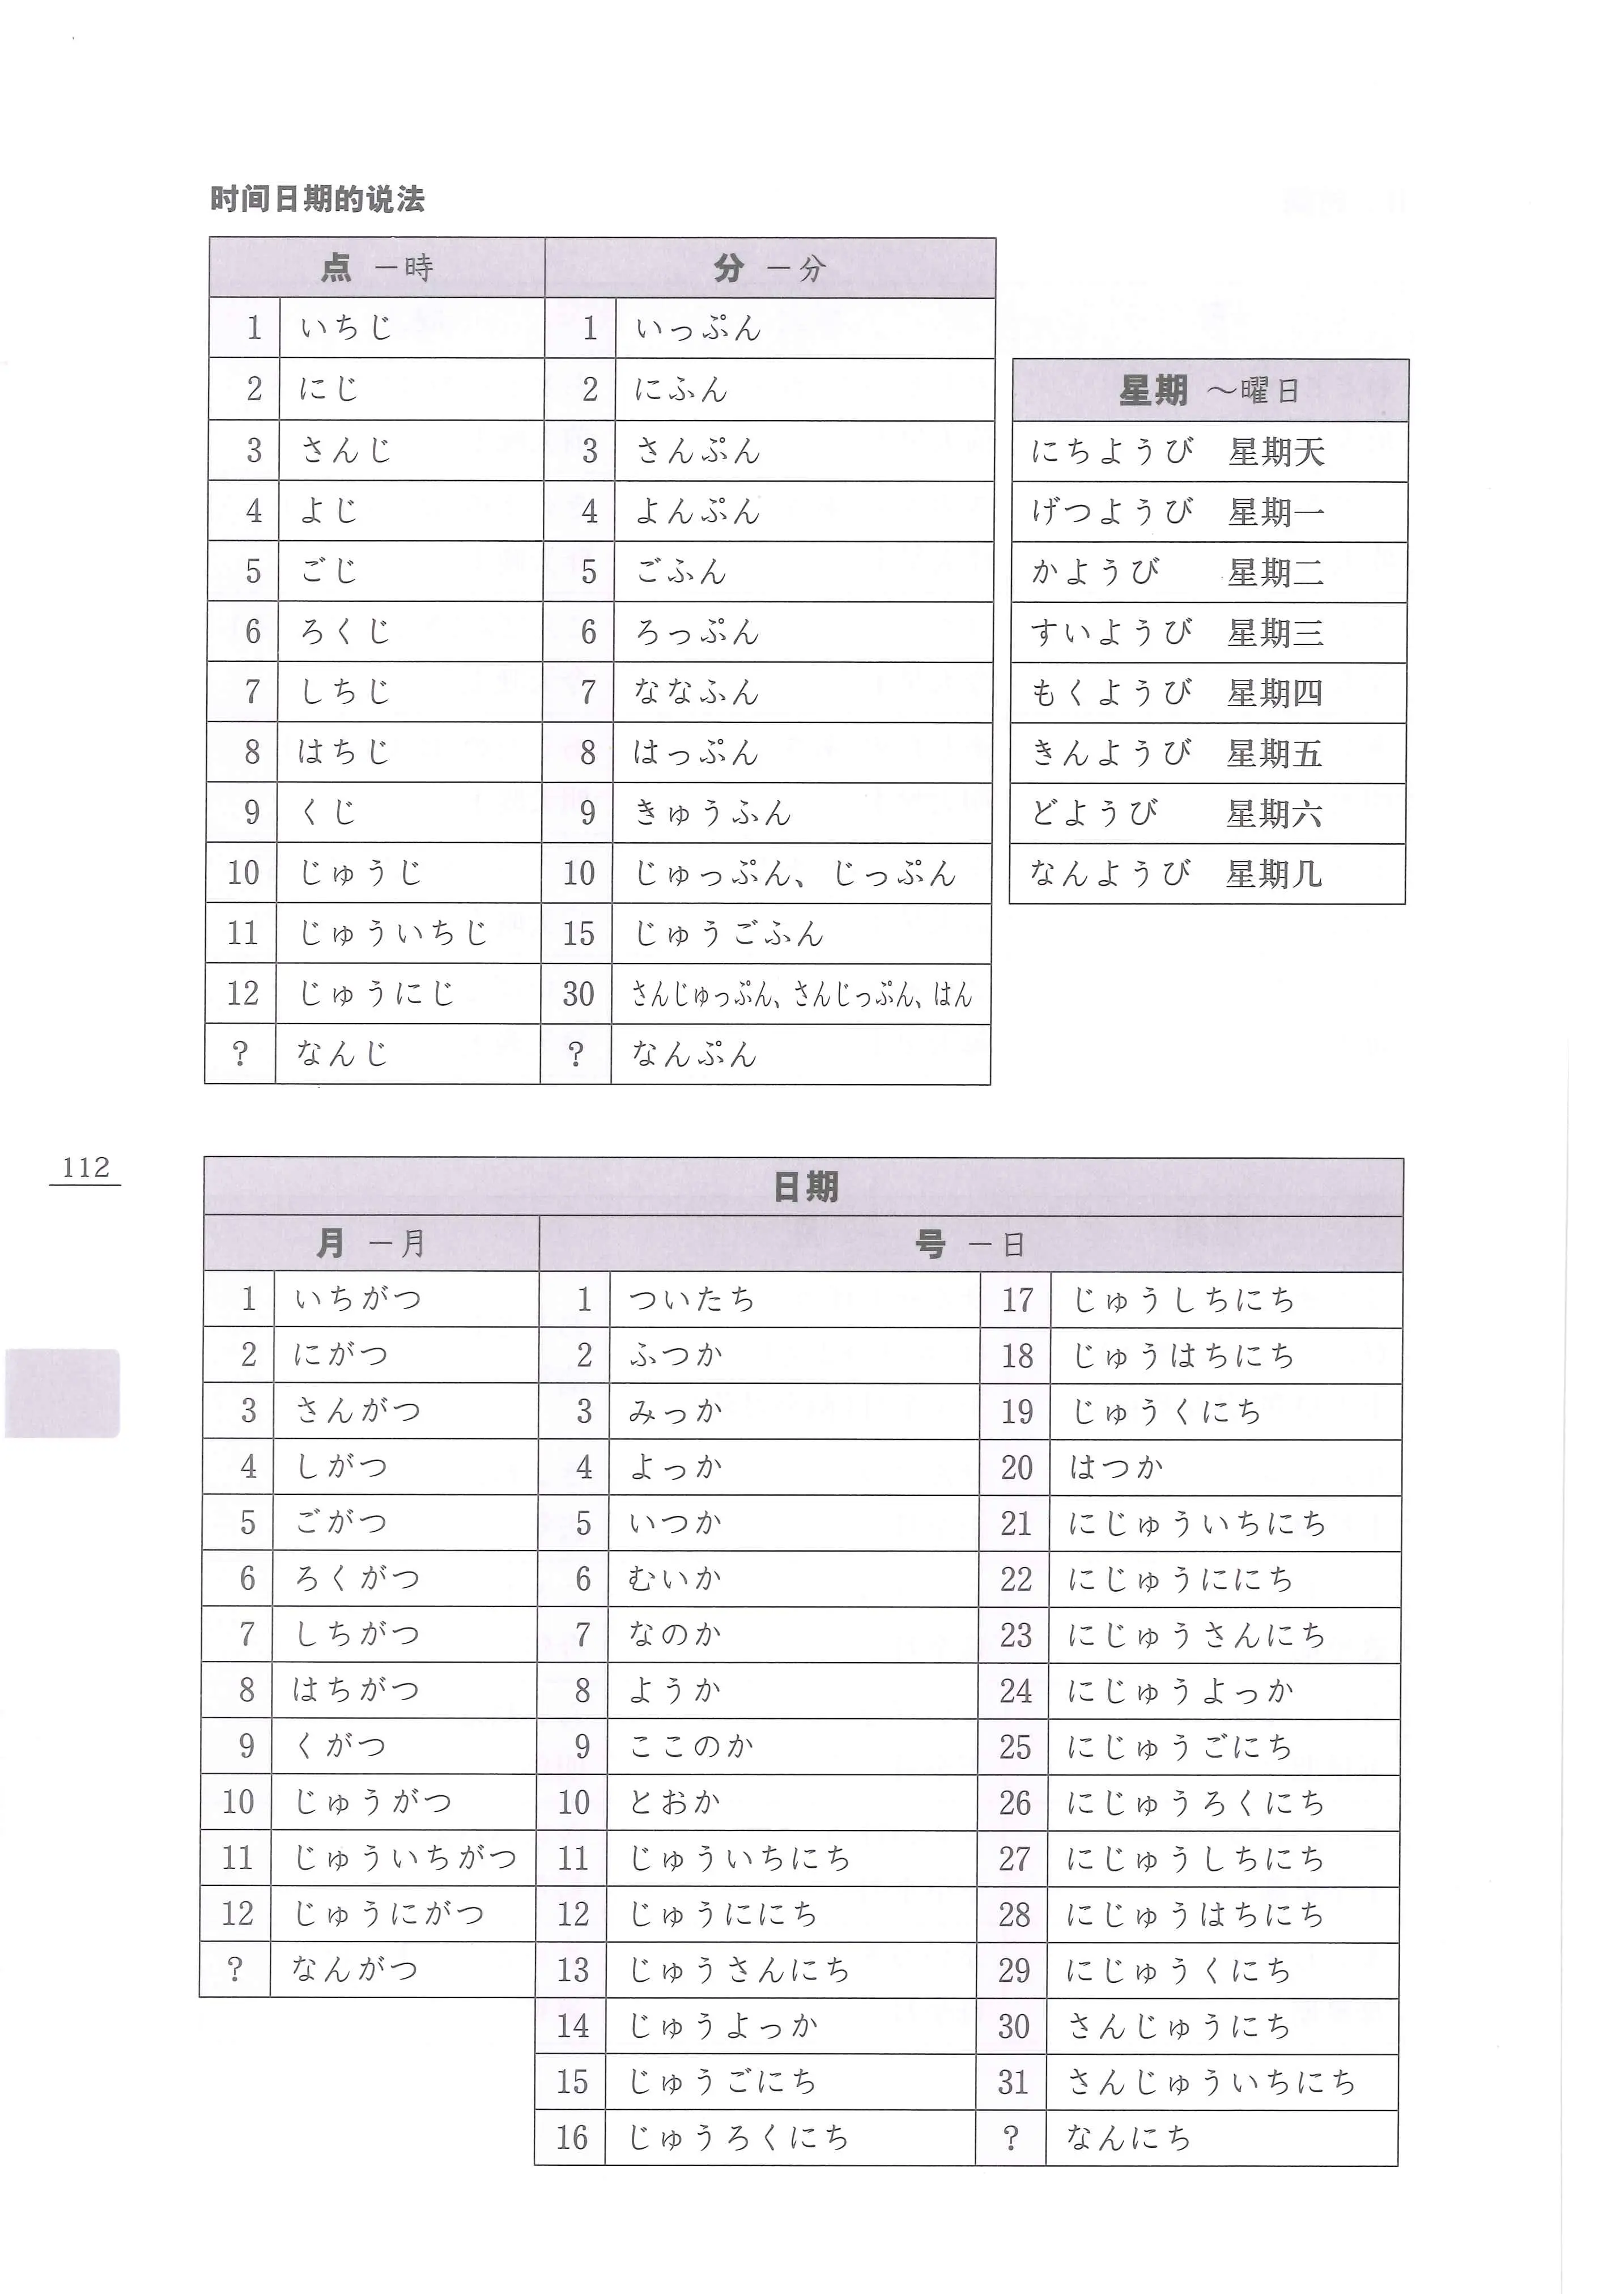 时间日期的说法
点 －時 分 －分
1 いちじ 1 いっぷん
2 にじ 2 にふん
3 さんじ 3 さんぷん
4 よじ 4 よんぷん
5 ごじ 5 ごふん
6 ろくじ 6 ろっぷん
7 しちじ 7 ななふん
8 はちじ 8 はっぷん
9 くじ 9 きゅうふん
10 じゅうじ 10 じゅっぷん、じっぷん
11 じゅういちじ 15 じゅうごふん
12 じゅうにじ 30 さんじゅっぷん、さんじっぷん、はん
? なんじ ? なんぷん
星期 ～曜日
にちようび 星期天
げつようび 星期一
かようび 星期二
すいようび 星期三
もくようび 星期四
きんようび 星期五
どようび 星期六
なんようび 星期几
112
日期
月 －月 号 －日
1 いちがつ 1 ついたち 17 じゅうしちにち
2 にがつ 2 ふつか 18 じゅうはちにち
3 さんがつ 3 みっか 19 じゅうくにち
4 しがつ 4 よっか 20 はつか
5 ごがつ 5 いつか 21 にじゅういちにち
6 ろくがつ 6 むいか 22 にじゅうににち
7 しちがつ 7 なのか 23 にじゅうさんにち
8 はちがつ 8 ようか 24 にじゅうよっか
9 くがつ 9 ここのか 25 にじゅうごにち
10 じゅうがつ 10 とおか 26 にじゅうろくにち
11 じゅういちがつ 11 じゅういちにち 27 にじゅうしちにち
12 じゅうにがつ 12 じゅうににち 28 にじゅうはちにち
? なんがつ 13 じゅうさんにち 29 にじゅうくにち
14 じゅうよっか 30 さんじゅうにち
15 じゅうごにち 31 さんじゅういちにち
16 じゅうろくにち ? なんにち